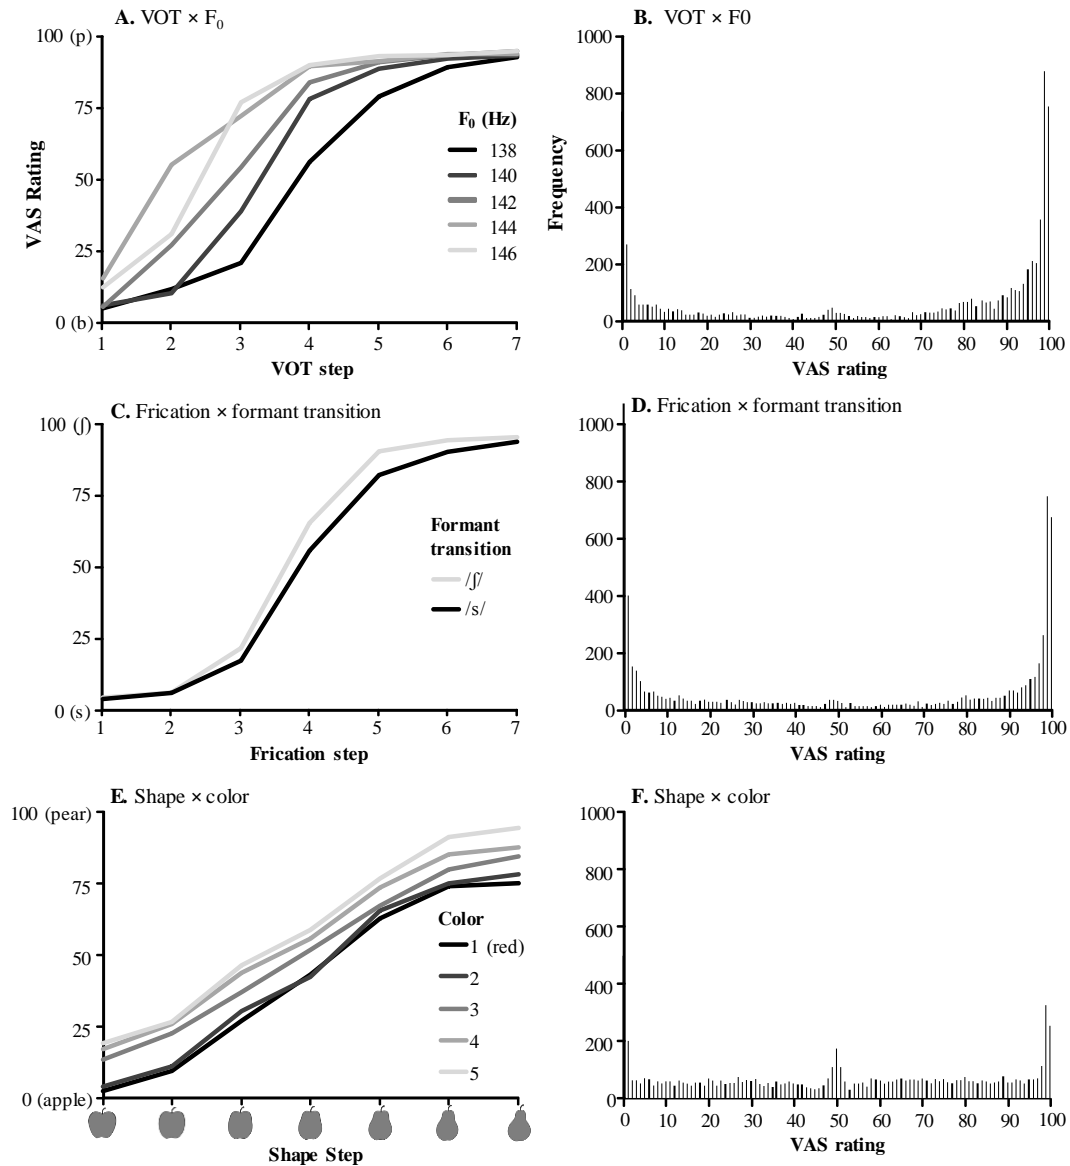 A. VOT × F0
100 (p)
75
50
25
0 (b)
VAS Rating
F0 (Hz)
138
140
142
144
146
1 2 3 4 5 6 7
VOT step
B. VOT × F0
1000
800
600
400
200
0
Frequency
0 10 20 30 40 50 60 70 80 90 100
VAS rating
C. Frication × formant transition
100 (ʃ)
75
50
25
0 (s)
Formant
transition
/ʃ/
/s/
1 2 3 4 5 6 7
Frication step
D. Frication × formant transition
1000
800
600
400
200
0
0 10 20 30 40 50 60 70 80 90 100
VAS rating
E. Shape × color
100 (pear)
75
50
25
0 (apple)
Color
1 (red)
2
3
4
5
Shape Step
F. Shape × color
1000
800
600
400
200
0
0 10 20 30 40 50 60 70 80 90 100
VAS rating